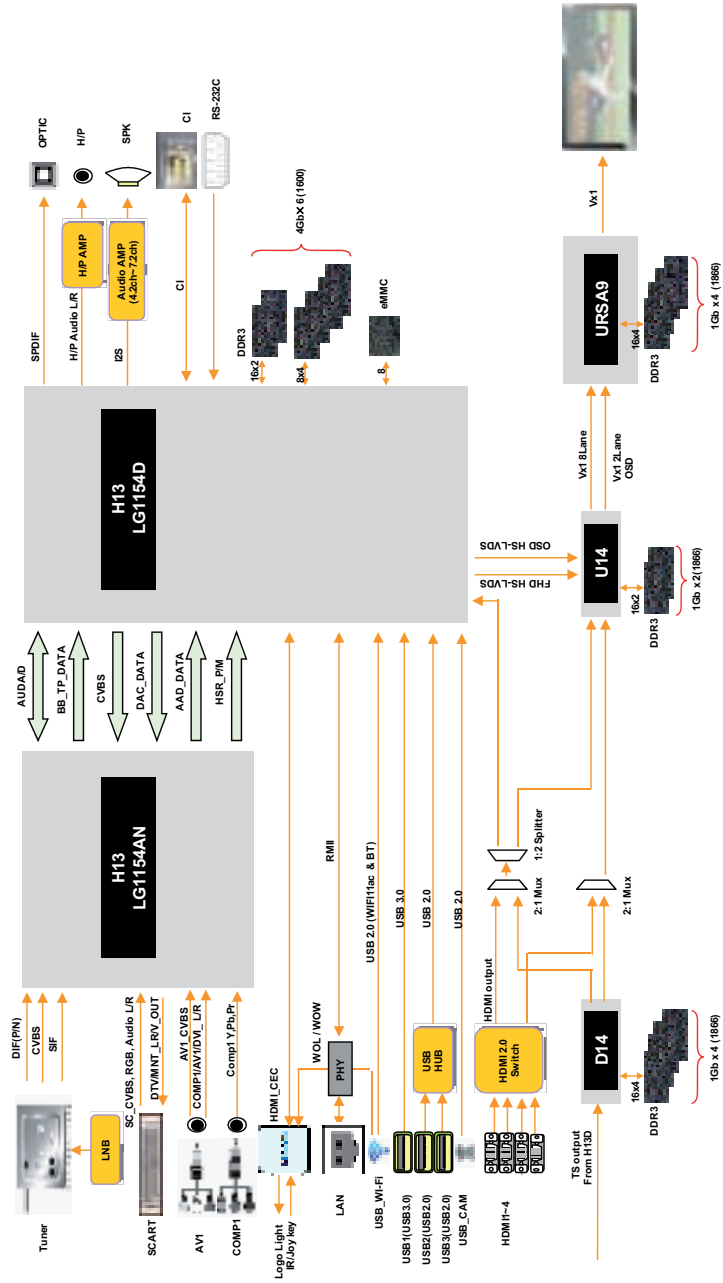 Tuner
LNB
SCART
AV1
COMP1
Logo Light
IR/Joy key
LAN
USB_WI-Fi
USB1(USB3.0)
USB2(USB2.0)
USB3(USB2.0)
USB_CAM
HDMI1~4
TS output
From H13D
DIF(P/N)
CVBS
SIF
SC_CVBS, RGB, Audio L/R
DTV/MNT_LR/V_OUT
AV1_CVBS
COMP1/AV1/DVI_ L/R
Comp1 Y,Pb,Pr
HDMI_CEC
WOL / WOW
PHY
USB
HUB
HDMI 2.0
Switch
D14
16x4
DDR3
1Gb x 4 (1866)
H13
LG1154AN
RMII
USB 2.0 (WIFI11ac & BT)
USB 3.0
USB 2.0
USB 2.0
HDMI output
2:1 Mux
1:2 Splitter
2:1 Mux
AUDA/D
BB_TP_DATA
CVBS
DAC_DATA
AAD_DATA
HSR_P/M
H13
LG1154D
FHD HS-LVDS
OSD HS-LVDS
U14
16x2
DDR3
1Gb x 2(1866)
SPDIF
H/P Audio L/R
I2S
H/P AMP
Audio AMP
(4.2ch~7.2ch)
OPTIC
H/P
SPK
CI
CI
RS-232C
DDR3
16x2
8x4
4Gb X 6 (1600)
eMMC
8
Vx1 8Lane
Vx1 2Lane
OSD
URSA9
16x4
DDR3
1Gb x 4 (1866)
Vx1